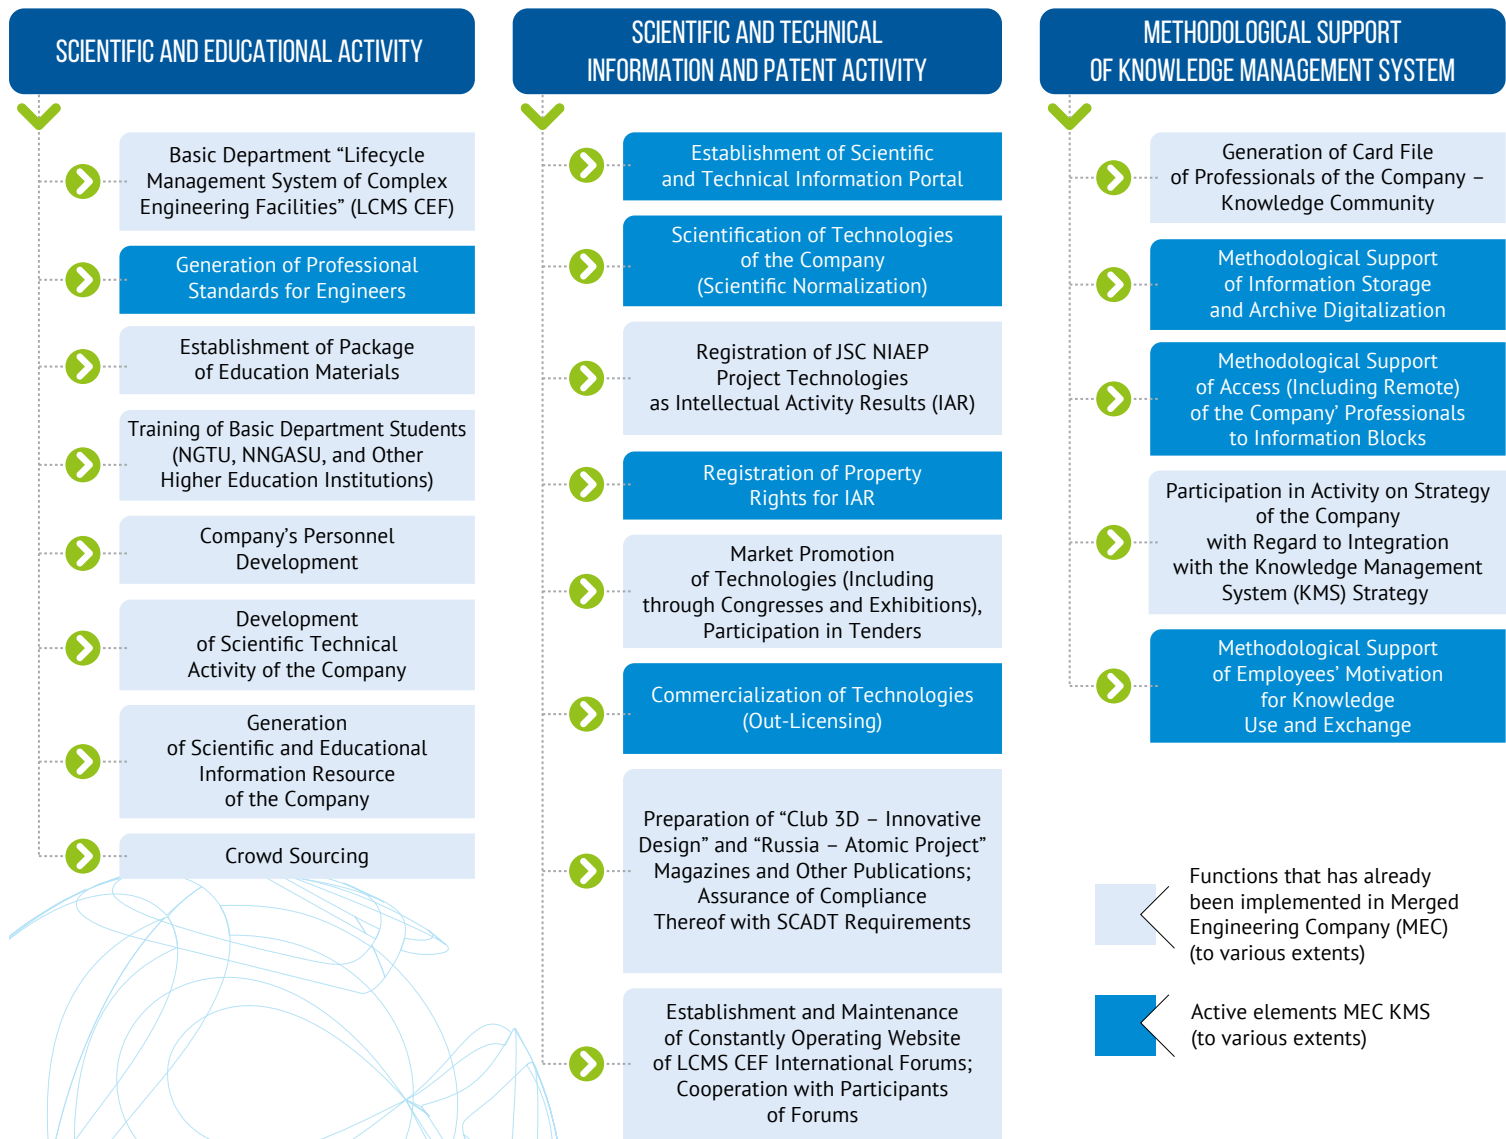 SCIENTIFIC AND EDUCATIONAL ACTIVITY
Basic Department “Lifecycle
Management System of Complex
Engineering Facilities” (LCMS CEF)
Generation of Professional
Standards for Engineers
Establishment of Package
of Education Materials
Training of Basic Department Students
(NGTU, NNGASU, and Other
Higher Education Institutions)
Company’s Personnel
Development
Development
of Scientific Technical
Activity of the Company
Generation
of Scientific and Educational
Information Resource
of the Company
Crowd Sourcing
SCIENTIFIC AND TECHNICAL
INFORMATION AND PATENT ACTIVITY
Establishment of Scientific
and Technical Information Portal
Scientification of Technologies
of the Company
(Scientific Normalization)
Registration of JSC NIAEP
Project Technologies
as Intellectual Activity Results (IAR)
Registration of Property
Rights for IAR
Market Promotion
of Technologies (Including
through Congresses and Exhibitions),
Participation in Tenders
Commercialization of Technologies
(Out-Licensing)
Preparation of “Club 3D – Innovative
Design” and “Russia – Atomic Project”
Magazines and Other Publications;
Assurance of Compliance
Thereof with SCADT Requirements
Establishment and Maintenance
of Constantly Operating Website
of LCMS CEF International Forums;
Cooperation with Participants
of Forums
METHODOLOGICAL SUPPORT
OF KNOWLEDGE MANAGEMENT SYSTEM
Generation of Card File
of Professionals of the Company –
Knowledge Community
Methodological Support
of Information Storage
and Archive Digitalization
Methodological Support
of Access (Including Remote)
of the Company’ Professionals
to Information Blocks
Participation in Activity on Strategy
of the Company
with Regard to Integration
with the Knowledge Management
System (KMS) Strategy
Methodological Support
of Employees’ Motivation
for Knowledge
Use and Exchange
Functions that has already
been implemented in Merged
Engineering Company (MEC)
(to various extents)
Active elements MEC KMS
(to various extents)